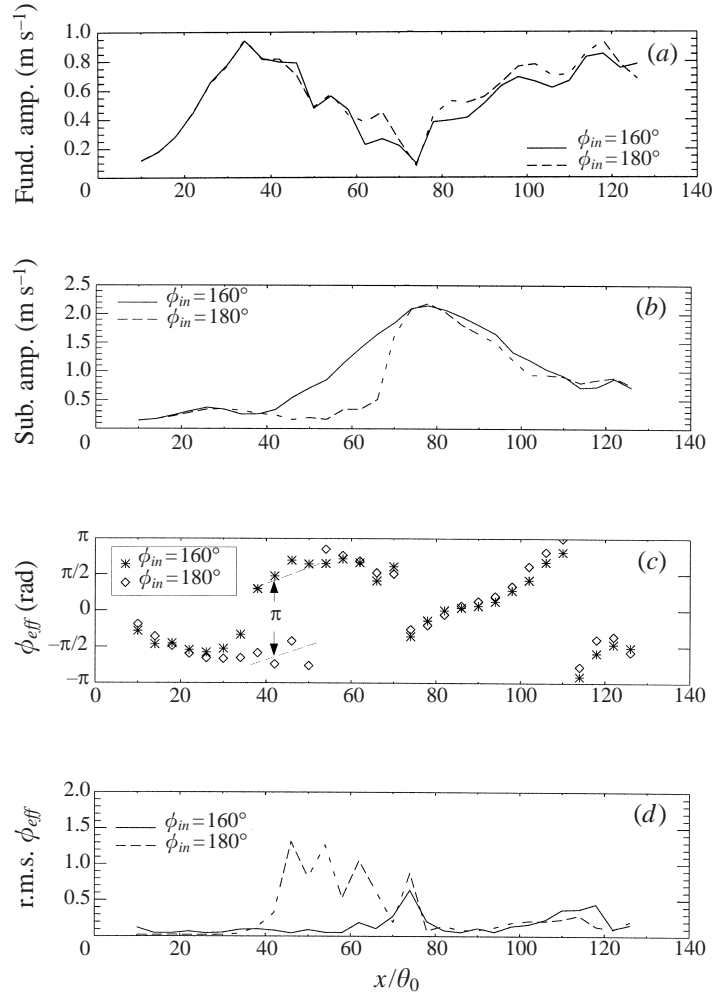 1.0
0.8
0.6
0.4
0.2
Fund. amp. (m s⁻¹)
(a)
ϕin = 160°
ϕin = 180°
0 20 40 60 80 100 120 140
2.5
2.0
1.5
1.0
0.5
Sub. amp. (m s⁻¹)
ϕin = 160°
ϕin = 180°
(b)
0 20 40 60 80 100 120 140
π
π/2
0
−π/2
−π
ϕeff (rad)
ϕin = 160°
ϕin = 180°
π
(c)
0 20 40 60 80 100 120 140
2.0
1.5
1.0
0.5
r.m.s. ϕeff
ϕin = 160°
ϕin = 180°
(d)
0 20 40 60 80 100 120 140
x/θ0